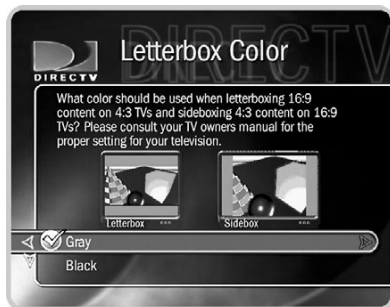 DIRECTV
Letterbox Color
DIRECTV
What color should be used when letterboxing 16:9
content on 4:3 TVs and sideboxing 4:3 content on 16:9
TVs? Please consult your TV owners manual for the
proper setting for your television.
Letterbox
Sidebox
Gray
Black